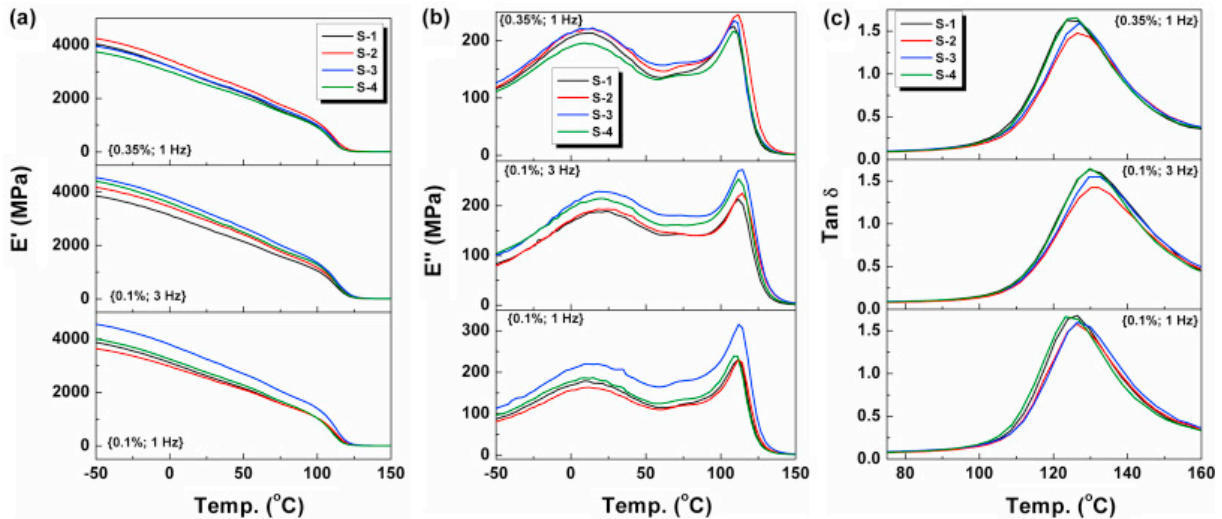 (a)
E' (MPa)
4000
2000
0
S-1
S-2
S-3
S-4
{0.35%; 1 Hz}
4000
2000
0
{0.1%; 3 Hz}
4000
2000
0
{0.1%; 1 Hz}
-50 0 50 100 150
Temp. (°C)
(b)
E'' (MPa)
{0.35%; 1 Hz}
200
100
0
S-1
S-2
S-3
S-4
{0.1%; 3 Hz}
200
100
0
{0.1%; 1 Hz}
300
200
100
0
-50 0 50 100 150
Temp. (°C)
(c)
Tan δ
S-1
S-2
S-3
S-4
{0.35%; 1 Hz}
1.5
1.0
0.5
0.0
{0.1%; 3 Hz}
1.5
1.0
0.5
0.0
{0.1%; 1 Hz}
1.5
1.0
0.5
0.0
80 100 120 140 160
Temp. (°C)